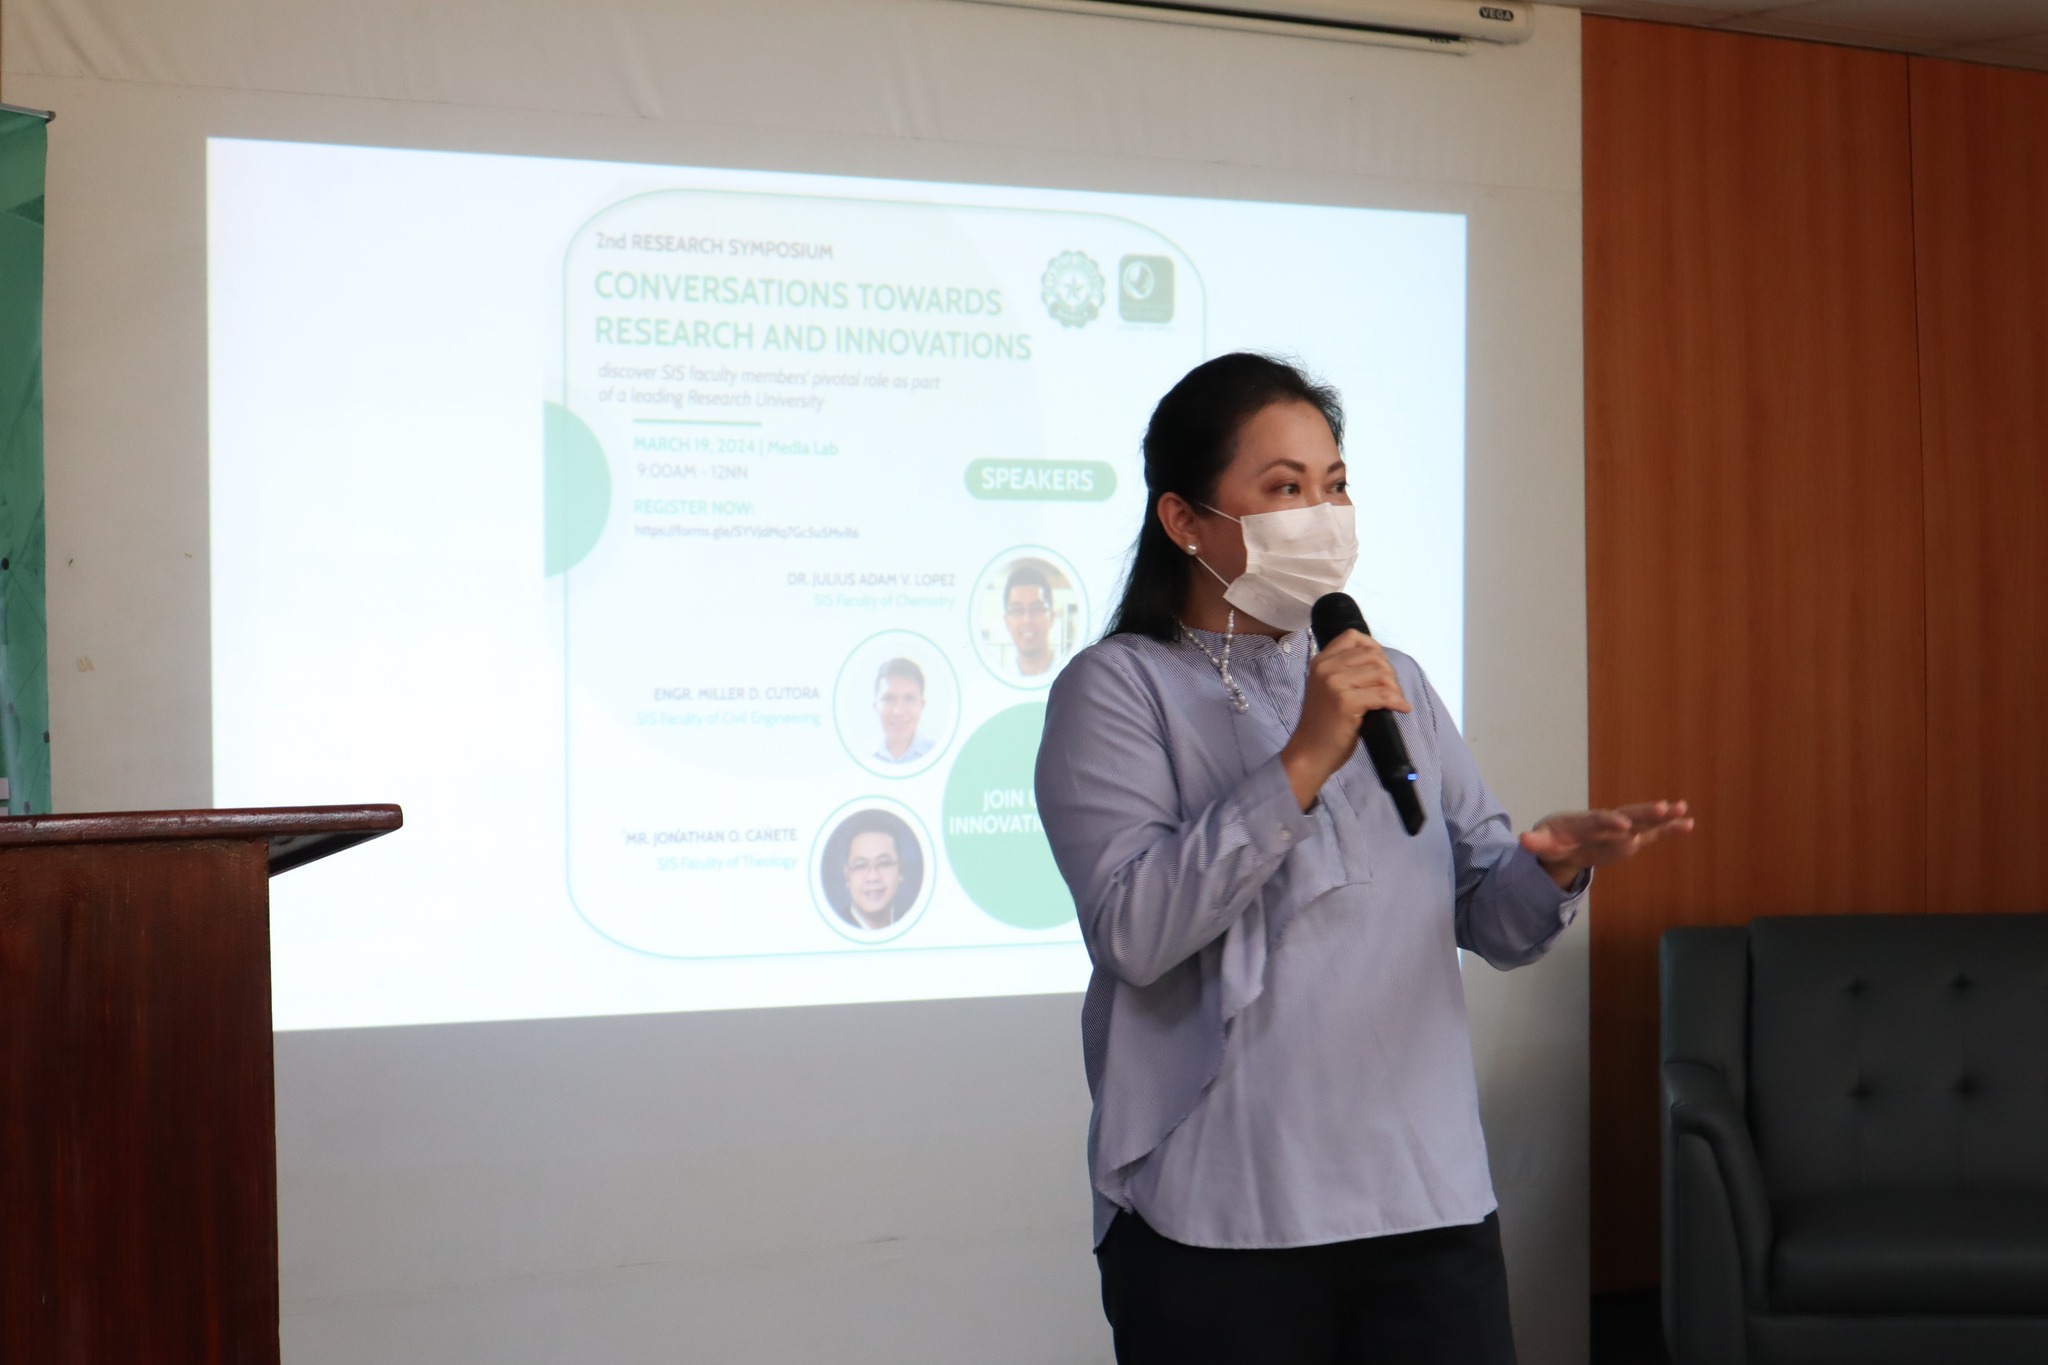 VEGA
2nd RESEARCH SYMPOSIUM
CONVERSATIONS TOWARDS
RESEARCH AND INNOVATIONS
discover SIS faculty members' pivotal role as part
of a leading Research University
MARCH 19, 2024 | Media Lab
9:00AM - 12NN
REGISTER NOW:
SPEAKERS
DR. JULIUS ADAM V. LOPEZ
SIS Faculty of Chemistry
ENGR. MILLER D. CUTORA
SIS Faculty of Civil Engineering
MR. JONATHAN O. CAÑETE
SIS Faculty of Theology
JOIN